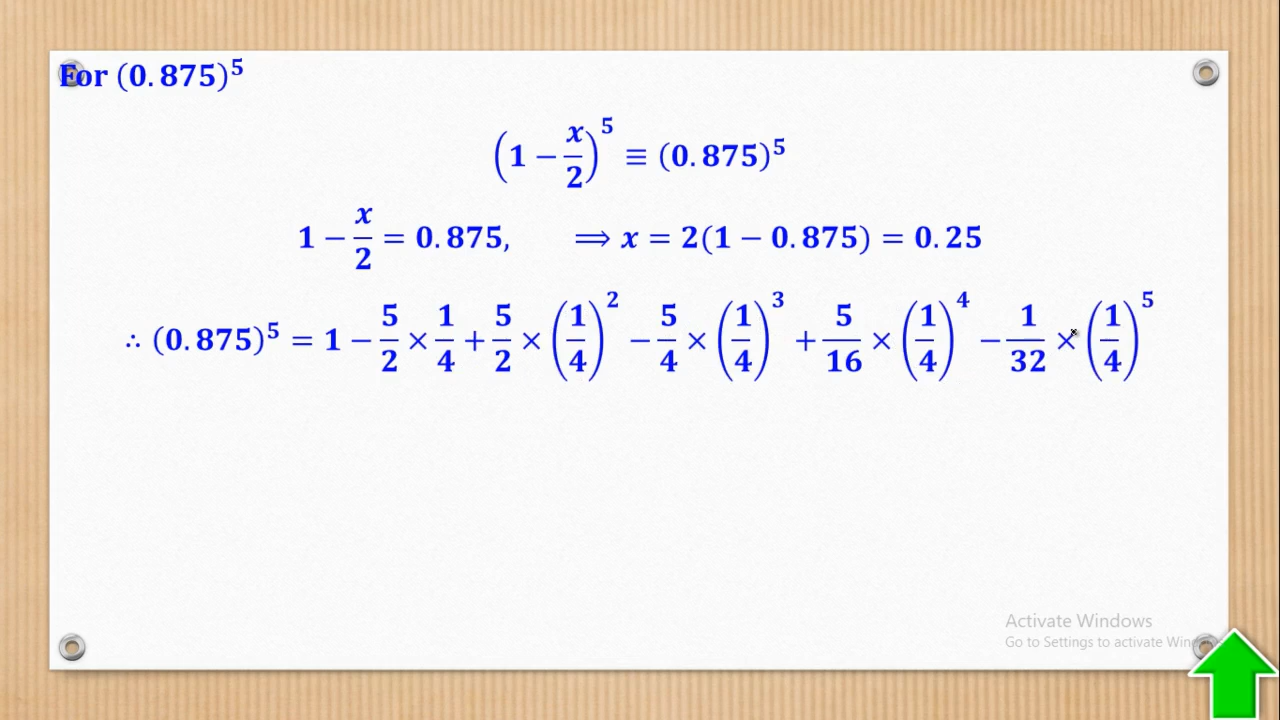 For (0.875)⁵
(1 − x/2)⁵ ≡ (0.875)⁵
1 − x/2 = 0.875, ⟹ x = 2(1 − 0.875) = 0.25
∴ (0.875)⁵ = 1 − 5/2 × 1/4 + 5/2 × (1/4)² − 5/4 × (1/4)³ + 5/16 × (1/4)⁴ − 1/32 × (1/4)⁵
Activate Windows
Go to Settings to activate Windows